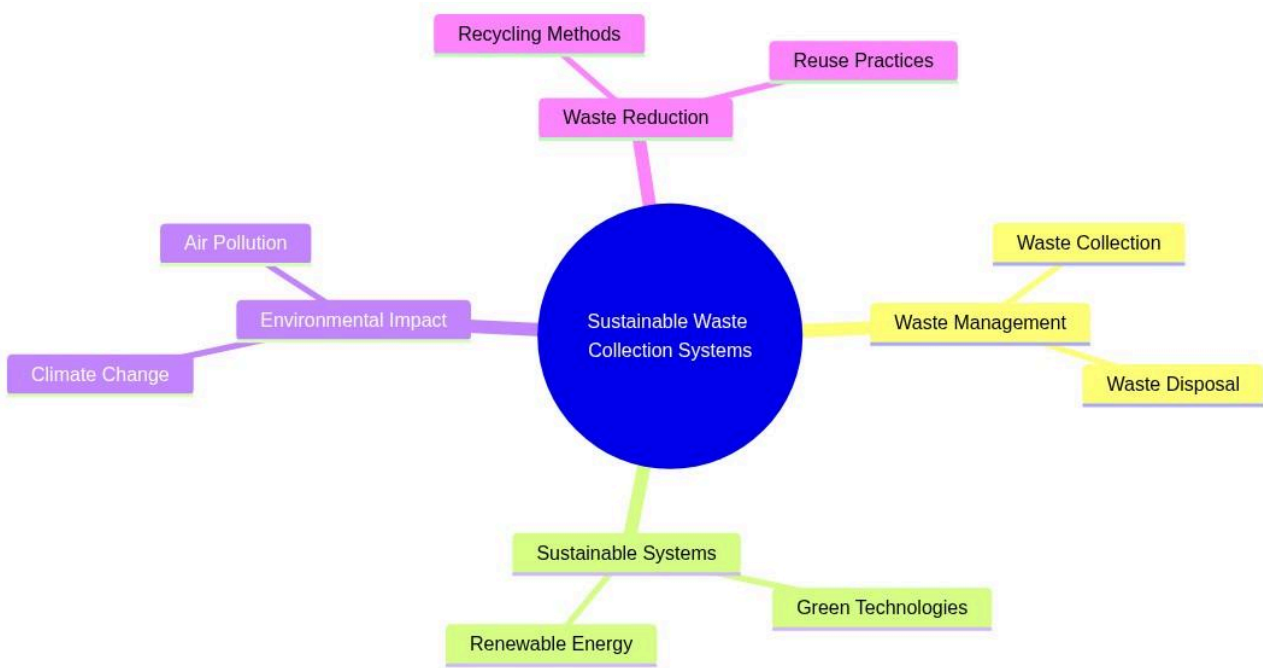 Recycling Methods
Reuse Practices
Waste Reduction
Air Pollution
Environmental Impact
Climate Change
Sustainable Waste
Collection Systems
Waste Collection
Waste Management
Waste Disposal
Sustainable Systems
Green Technologies
Renewable Energy